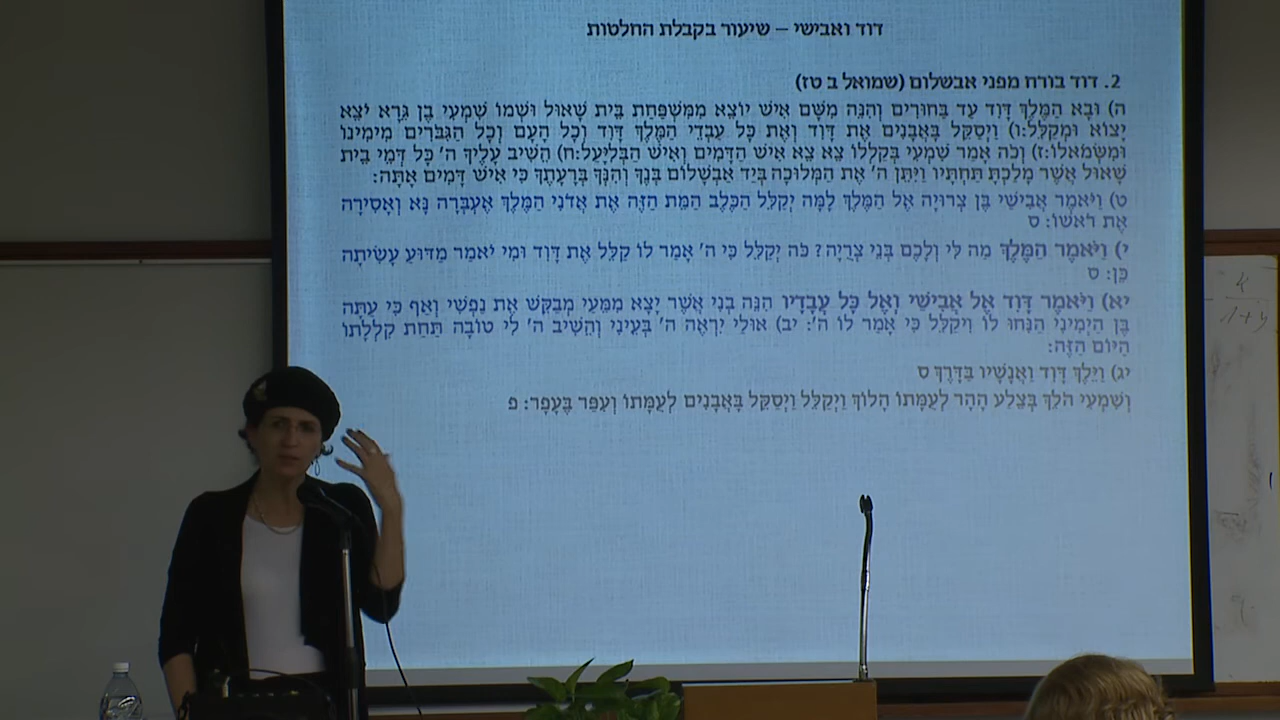 דוד ואבישי – שיעור בקבלת החלטות
2. דוד בורח מפני אבשלום (שמואל ב טז)
ה) וּבָא הַמֶּלֶךְ דָּוִד עַד בַּחוּרִים וְהִנֵּה מִשָּׁם אִישׁ יוֹצֵא מִמִּשְׁפַּחַת בֵּית שָׁאוּל וּשְׁמוֹ שִׁמְעִי בֶן גֵּרָא יֹצֵא
יָצוֹא וּמְקַלֵּל: ו) וַיְסַקֵּל בָּאֲבָנִים אֶת דָּוִד וְאֶת כָּל עַבְדֵי הַמֶּלֶךְ דָּוִד וְכָל הָעָם וְכָל הַגִּבֹּרִים מִימִינוֹ
וּמִשְּׂמֹאלוֹ: ז) וְכֹה אָמַר שִׁמְעִי בְּקַלְלוֹ צֵא צֵא אִישׁ הַדָּמִים וְאִישׁ הַבְּלִיָּעַל: ח) הֵשִׁיב עָלֶיךָ ה' כֹּל דְּמֵי בֵית
שָׁאוּל אֲשֶׁר מָלַכְתָּ תַּחְתָּיו וַיִּתֵּן ה' אֶת הַמְּלוּכָה בְּיַד אַבְשָׁלוֹם בְּנֶךָ וְהִנְּךָ בְּרָעָתֶךָ כִּי אִישׁ דָּמִים אָתָּה:
ט) וַיֹּאמֶר אֲבִישַׁי בֶּן צְרוּיָה אֶל הַמֶּלֶךְ לָמָּה יְקַלֵּל הַכֶּלֶב הַמֵּת הַזֶּה אֶת אֲדֹנִי הַמֶּלֶךְ אֶעְבְּרָה נָּא וְאָסִירָה
אֶת רֹאשׁוֹ: ס
י) וַיֹּאמֶר הַמֶּלֶךְ מַה לִּי וְלָכֶם בְּנֵי צְרֻיָה? כֹּה יְקַלֵּל כִּי ה' אָמַר לוֹ קַלֵּל אֶת דָּוִד וּמִי יֹאמַר מַדּוּעַ עָשִׂיתָה
כֵּן: ס
יא) וַיֹּאמֶר דָּוִד אֶל אֲבִישַׁי וְאֶל כָּל עֲבָדָיו הִנֵּה בְנִי אֲשֶׁר יָצָא מִמֵּעַי מְבַקֵּשׁ אֶת נַפְשִׁי וְאַף כִּי עַתָּה
בֶּן הַיְמִינִי הַנִּחוּ לוֹ וִיקַלֵּל כִּי אָמַר לוֹ ה': יב) אוּלַי יִרְאֶה ה' בְּעֵינִי וְהֵשִׁיב ה' לִי טוֹבָה תַּחַת קִלְלָתוֹ
הַיּוֹם הַזֶּה:
יג) וַיֵּלֶךְ דָּוִד וַאֲנָשָׁיו בַּדָּרֶךְ ס
וְשִׁמְעִי הֹלֵךְ בְּצֵלַע הָהָר לְעֻמָּתוֹ הָלוֹךְ וַיְקַלֵּל וַיְסַקֵּל בָּאֲבָנִים לְעֻמָּתוֹ וְעִפַּר בֶּעָפָר: פ